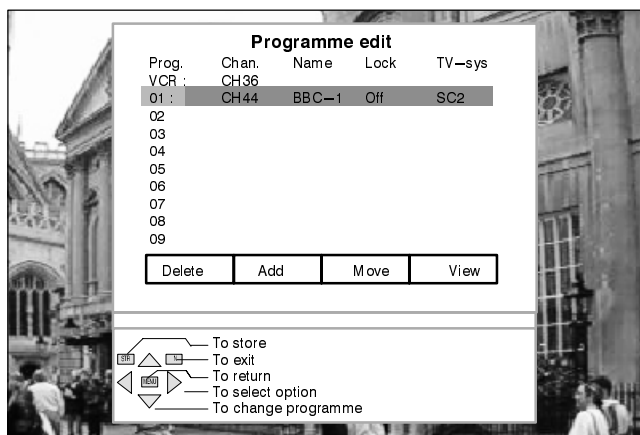 Programme edit
Prog. Chan. Name Lock TV-sys
VCR : CH36
01 : CH44 BBC-1 Off SC2
02
03
04
05
06
07
08
09
Delete Add Move View
To store
STR N To exit
MENU To return
To select option
To change programme